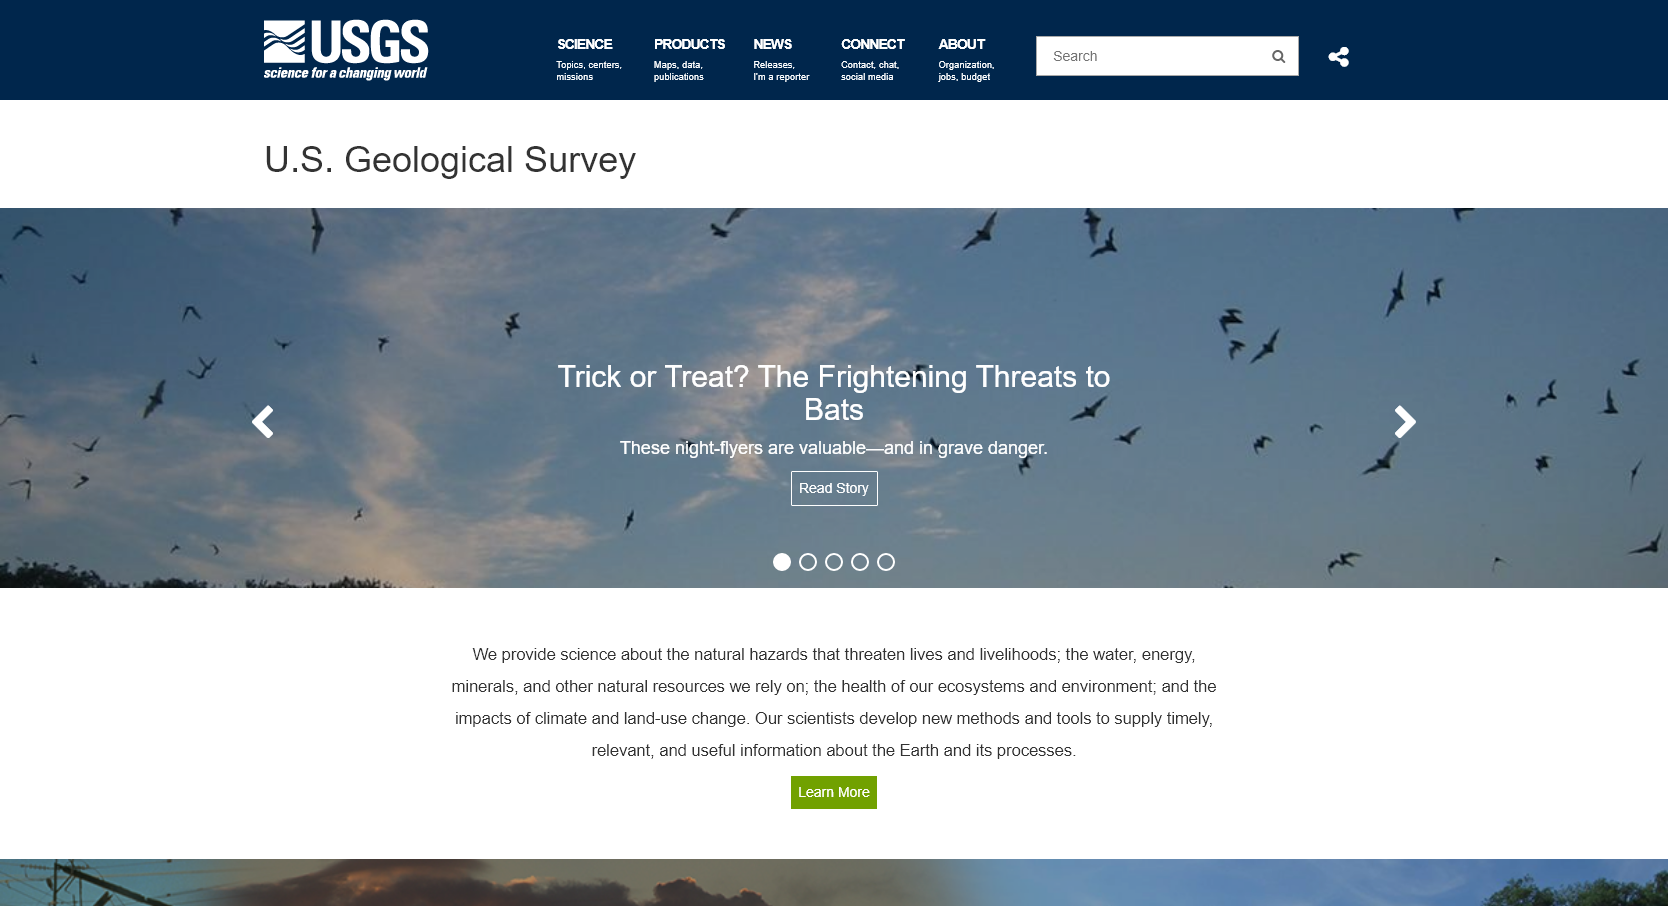 USGS
science for a changing world
SCIENCE
Topics, centers,
missions
PRODUCTS
Maps, data,
publications
NEWS
Releases,
I'm a reporter
CONNECT
Contact, chat,
social media
ABOUT
Organization,
jobs, budget
Search
U.S. Geological Survey
Trick or Treat? The Frightening Threats to
Bats
These night-flyers are valuable—and in grave danger.
Read Story
We provide science about the natural hazards that threaten lives and livelihoods; the water, energy,
minerals, and other natural resources we rely on; the health of our ecosystems and environment; and the
impacts of climate and land-use change. Our scientists develop new methods and tools to supply timely,
relevant, and useful information about the Earth and its processes.
Learn More